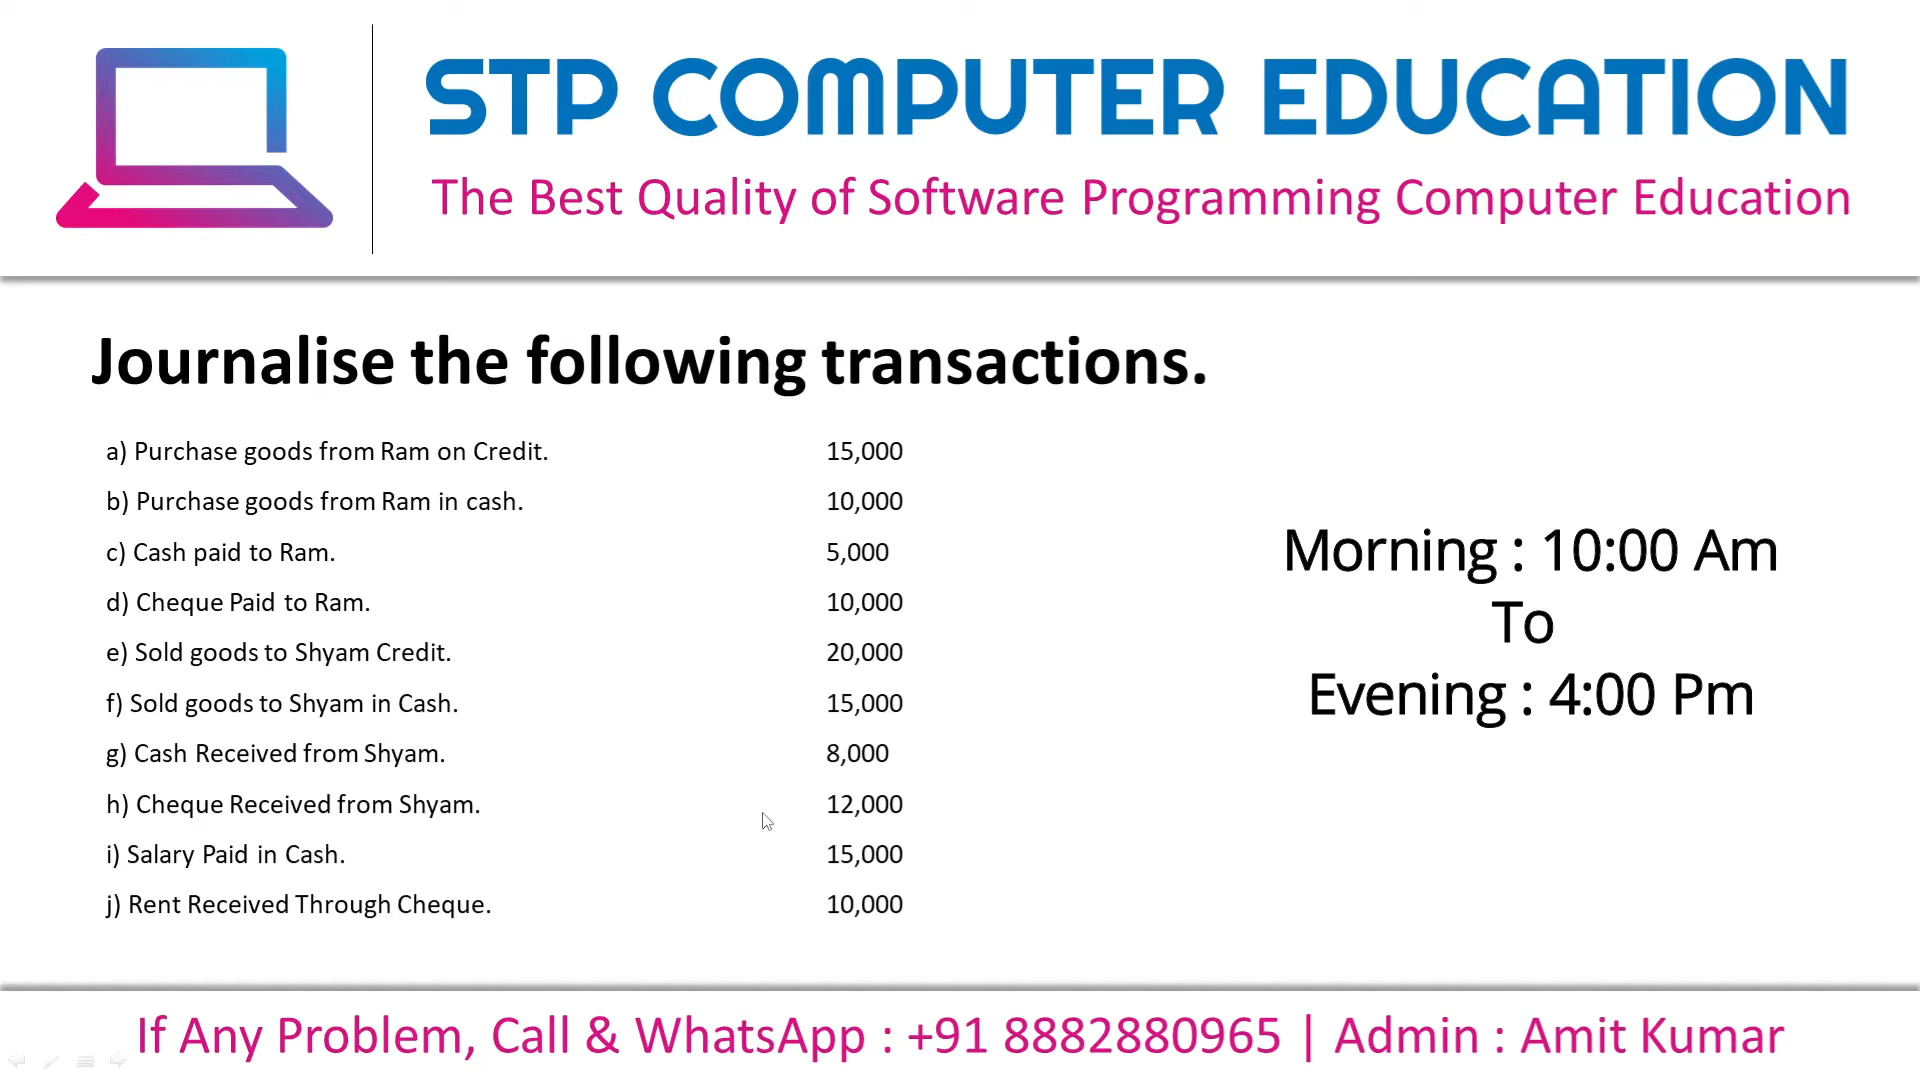 STP COMPUTER EDUCATION
The Best Quality of Software Programming Computer Education
Journalise the following transactions.
a) Purchase goods from Ram on Credit. 15,000
b) Purchase goods from Ram in cash. 10,000
c) Cash paid to Ram. 5,000
d) Cheque Paid to Ram. 10,000
e) Sold goods to Shyam Credit. 20,000
f) Sold goods to Shyam in Cash. 15,000
g) Cash Received from Shyam. 8,000
h) Cheque Received from Shyam. 12,000
i) Salary Paid in Cash. 15,000
j) Rent Received Through Cheque. 10,000
Morning : 10:00 Am
To
Evening : 4:00 Pm
If Any Problem, Call & WhatsApp : +91 8882880965 | Admin : Amit Kumar